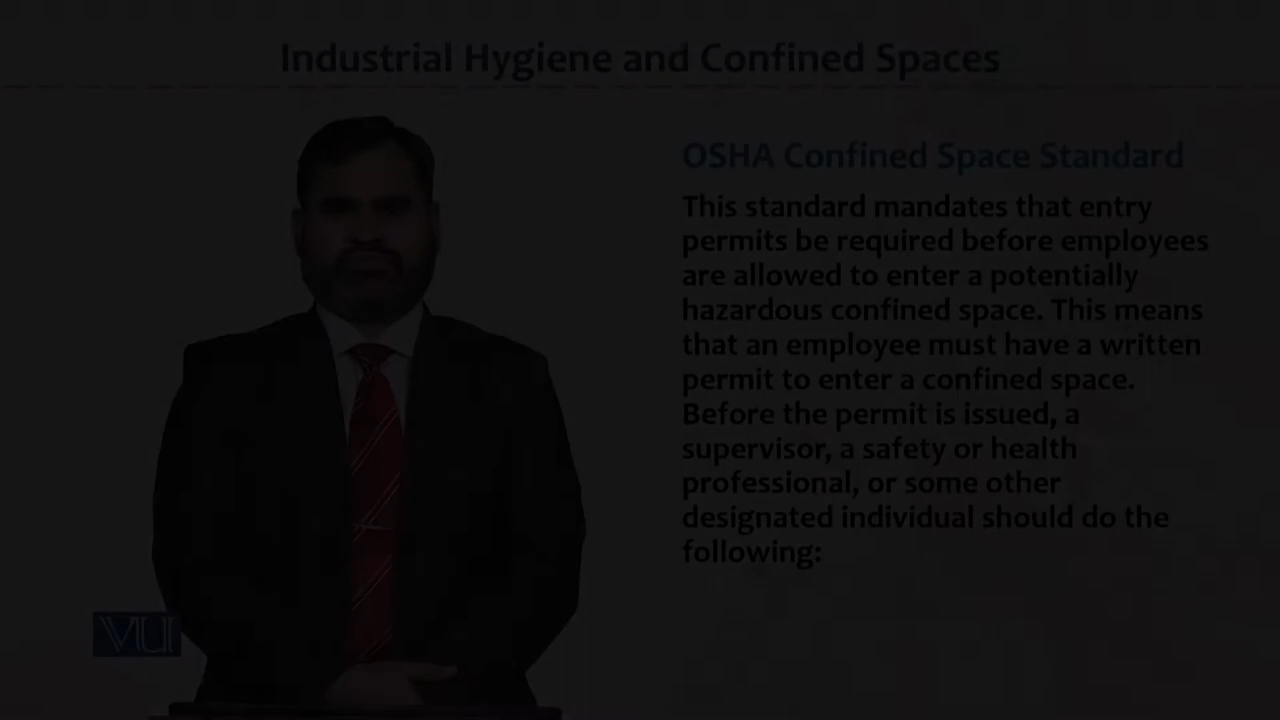 Industrial Hygiene and Confined Spaces
OSHA Confined Space Standard
This standard mandates that entry
permits be required before employees
are allowed to enter a potentially
hazardous confined space. This means
that an employee must have a written
permit to enter a confined space.
Before the permit is issued, a
supervisor, a safety or health
professional, or some other
designated individual should do the
following:
VU